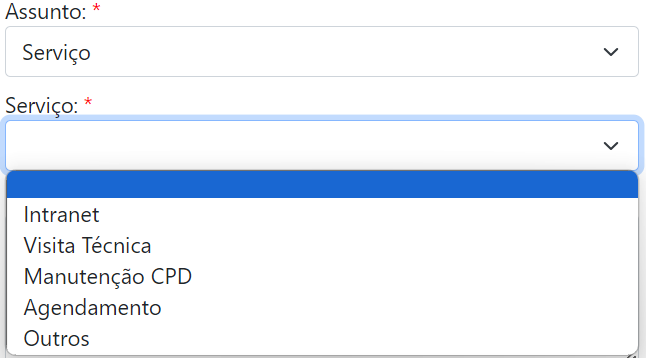 Assunto: *
Serviço
Serviço: *
Intranet
Visita Técnica
Manutenção CPD
Agendamento
Outros